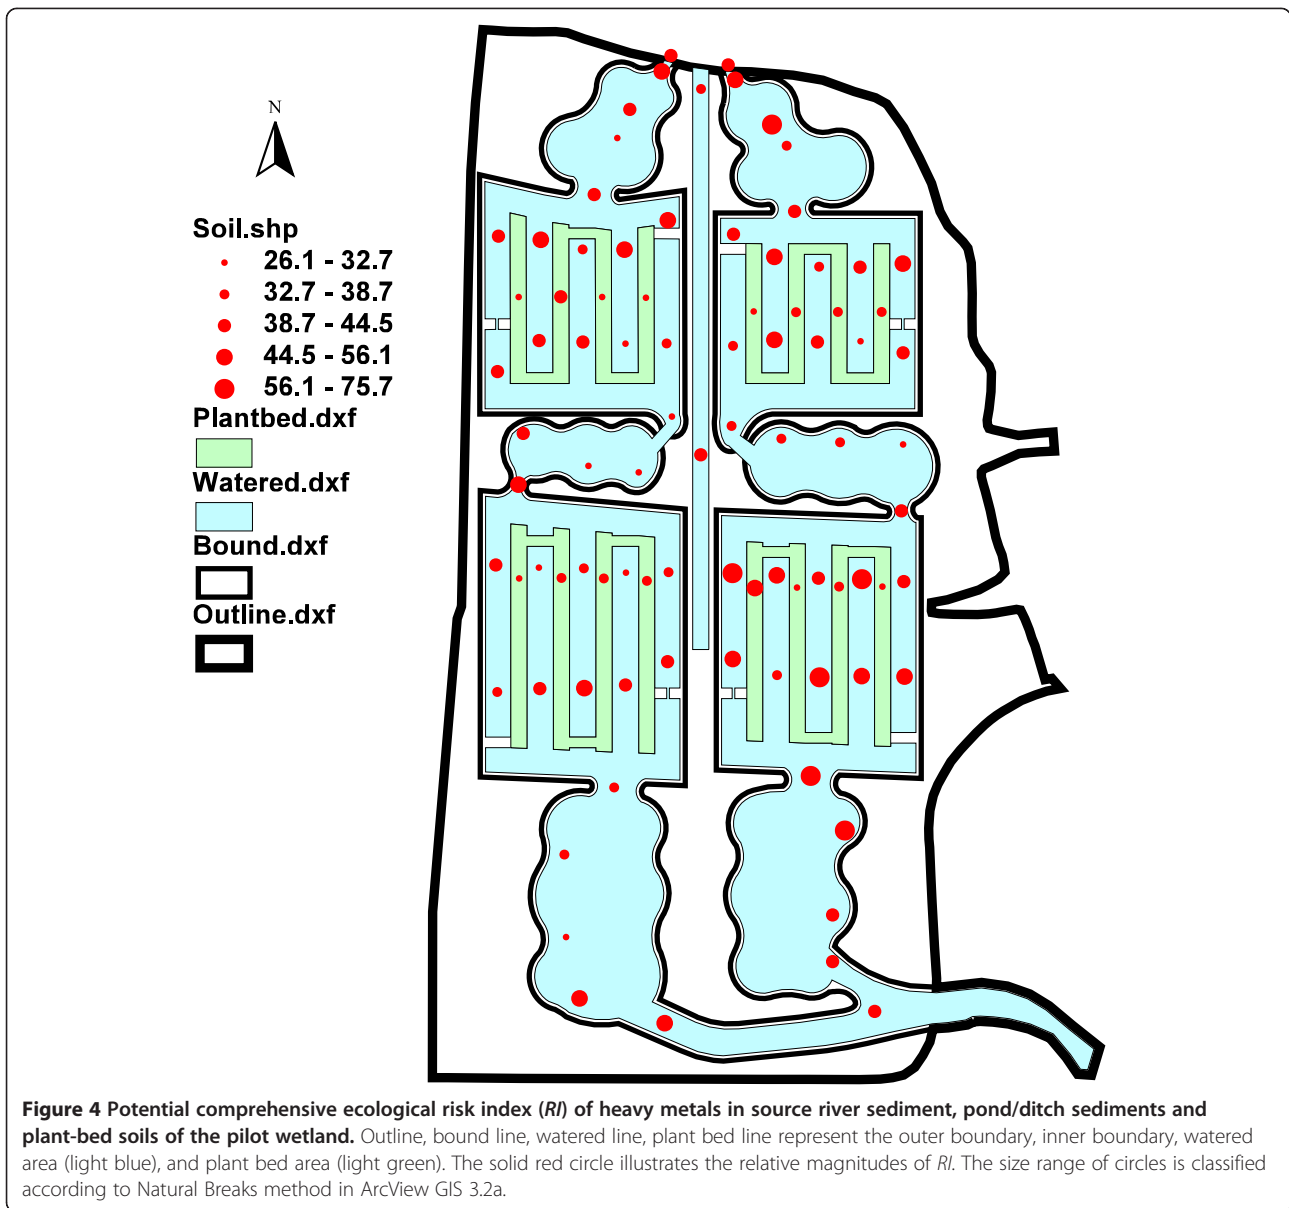 N
Soil.shp
26.1 - 32.7
32.7 - 38.7
38.7 - 44.5
44.5 - 56.1
56.1 - 75.7
Plantbed.dxf
Watered.dxf
Bound.dxf
Outline.dxf
Figure 4 Potential comprehensive ecological risk index (RI) of heavy metals in source river sediment, pond/ditch sediments and
plant-bed soils of the pilot wetland. Outline, bound line, watered line, plant bed line represent the outer boundary, inner boundary, watered
area (light blue), and plant bed area (light green). The solid red circle illustrates the relative magnitudes of RI. The size range of circles is classified
according to Natural Breaks method in ArcView GIS 3.2a.